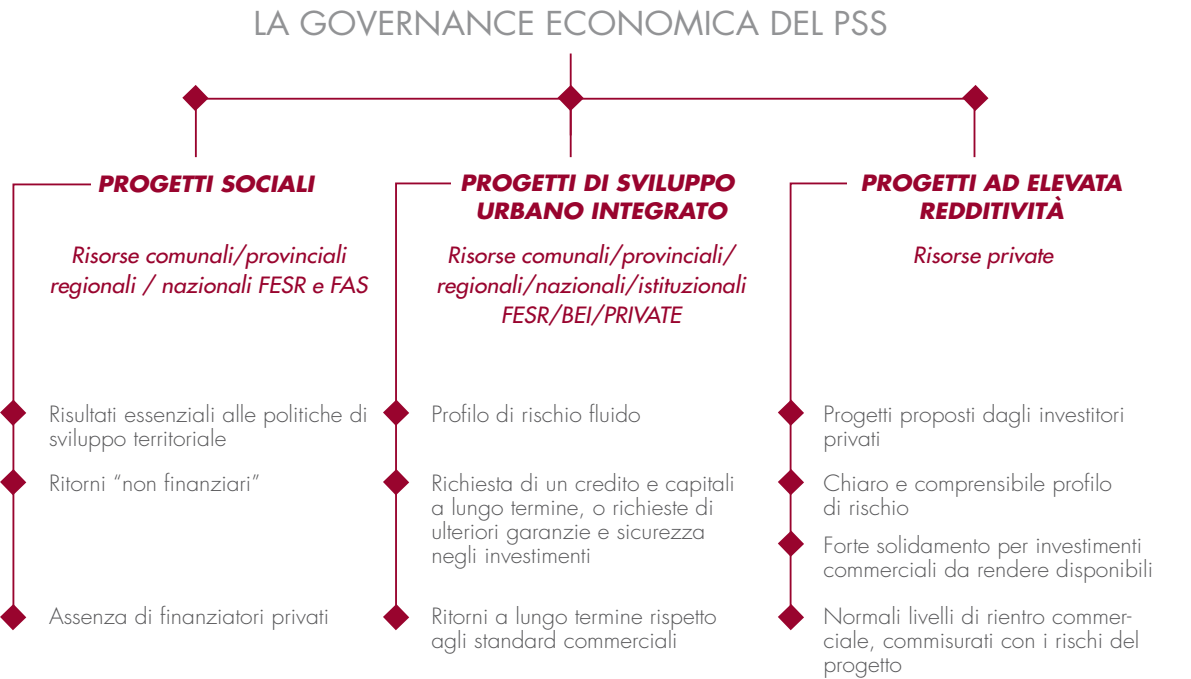 LA GOVERNANCE ECONOMICA DEL PSS
PROGETTI SOCIALI
Risorse comunali/provinciali
regionali / nazionali FESR e FAS
Risultati essenziali alle politiche di
sviluppo territoriale
Ritorni “non finanziari”
Assenza di finanziatori privati
PROGETTI DI SVILUPPO
URBANO INTEGRATO
Risorse comunali/provinciali/
regionali/nazionali/istituzionali
FESR/BEI/PRIVATE
Profilo di rischio fluido
Richiesta di un credito e capitali
a lungo termine, o richieste di
ulteriori garanzie e sicurezza
negli investimenti
Ritorni a lungo termine rispetto
agli standard commerciali
PROGETTI AD ELEVATA
REDDITIVITÀ
Risorse private
Progetti proposti dagli investitori
privati
Chiaro e comprensibile profilo
di rischio
Forte solidamento per investimenti
commerciali da rendere disponibili
Normali livelli di rientro commer-
ciale, commisurati con i rischi del
progetto